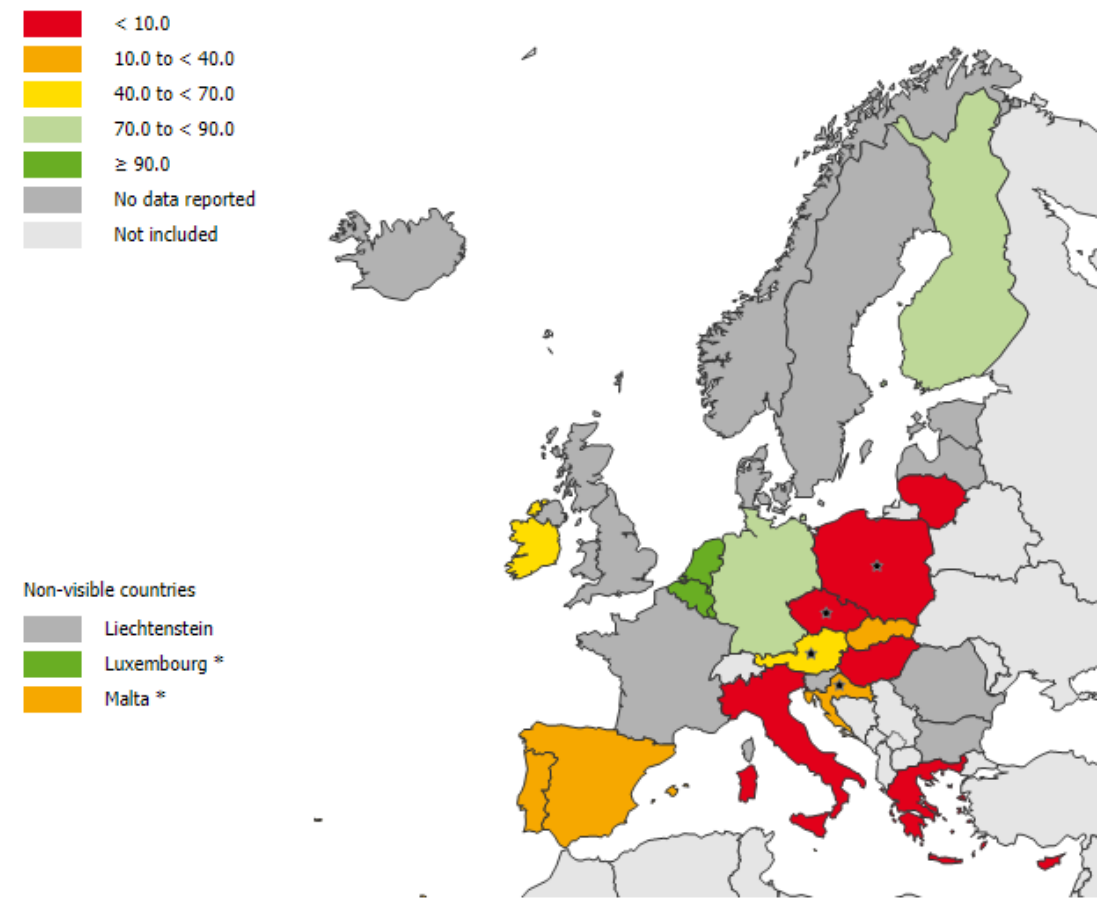 < 10.0
10.0 to < 40.0
40.0 to < 70.0
70.0 to < 90.0
≥ 90.0
No data reported
Not included
Non-visible countries
Liechtenstein
Luxembourg *
Malta *